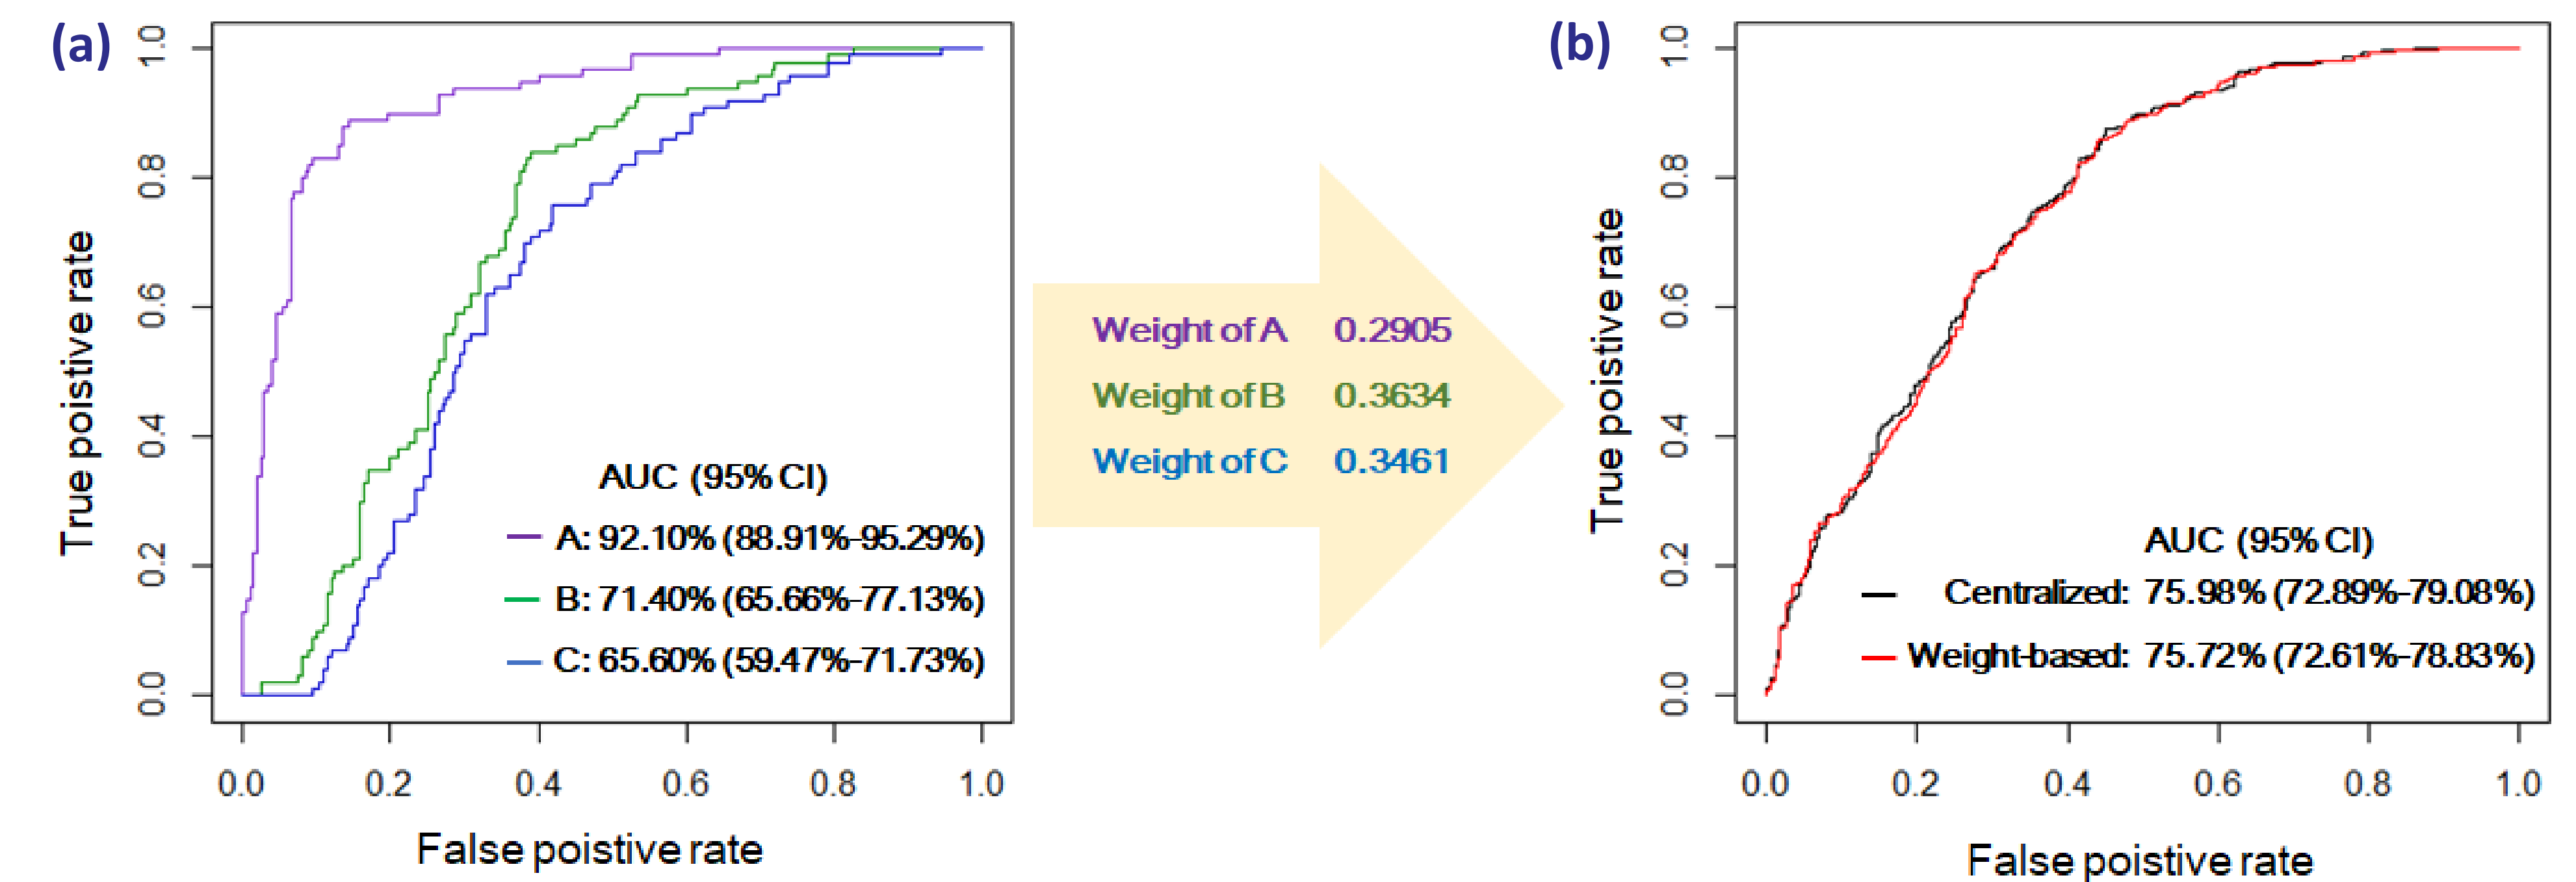 (a)
1.0
0.8
0.6
0.4
0.2
0.0
True poistive rate
AUC (95% CI)
A: 92.10% (88.91%-95.29%)
B: 71.40% (65.66%-77.13%)
C: 65.60% (59.47%-71.73%)
0.0 0.2 0.4 0.6 0.8 1.0
False poistive rate
Weight of A 0.2905
Weight of B 0.3634
Weight of C 0.3461
(b)
1.0
0.8
0.6
0.4
0.2
0.0
True poistive rate
AUC (95% CI)
Centralized: 75.98% (72.89%-79.08%)
Weight-based: 75.72% (72.61%-78.83%)
0.0 0.2 0.4 0.6 0.8 1.0
False poistive rate